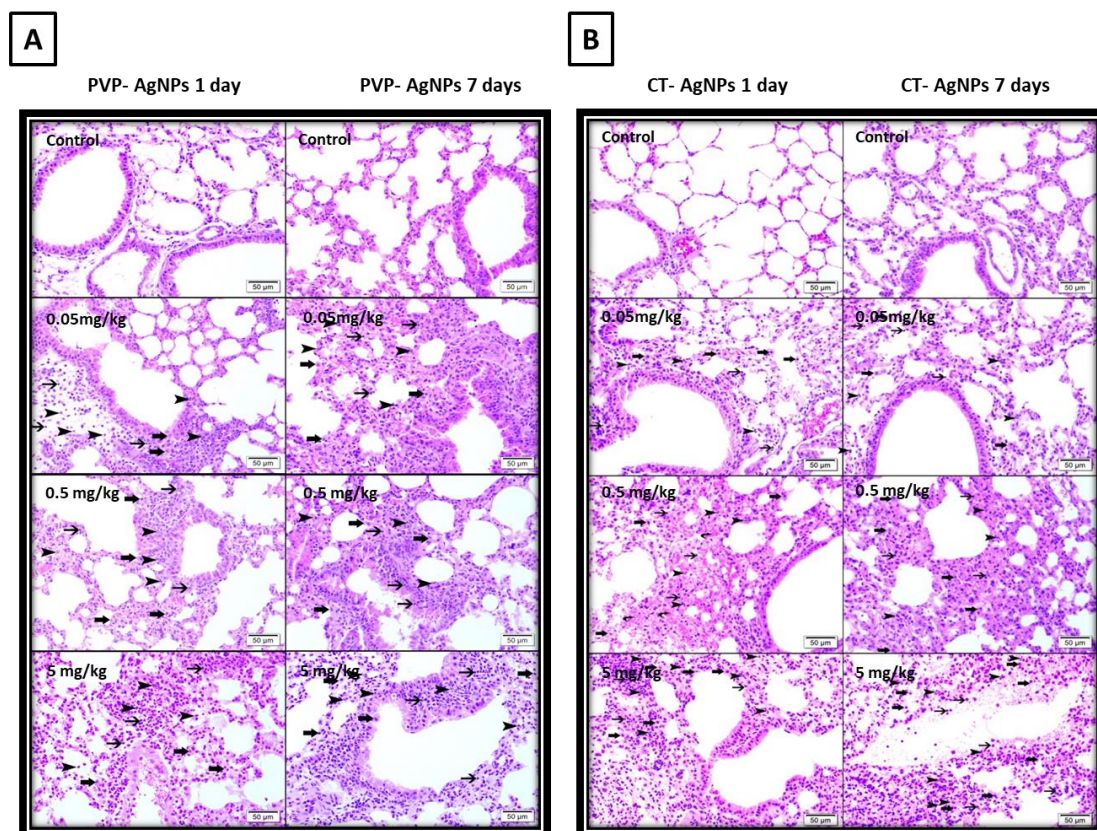 A
B
PVP- AgNPs 1 day
PVP- AgNPs 7 days
CT- AgNPs 1 day
CT- AgNPs 7 days
Control
Control
Control
Control
50 µm
50 µm
50 µm
50 µm
0.05mg/kg
0.05mg/kg
0.05mg/kg
0.05mg/kg
50 µm
50 µm
50 µm
50 µm
0.5 mg/kg
0.5 mg/kg
0.5 mg/kg
0.5 mg/kg
50 µm
50 µm
50 µm
50 µm
5 mg/kg
5 mg/kg
5 mg/kg
5 mg/kg
50 µm
50 µm
50 µm
50 µm